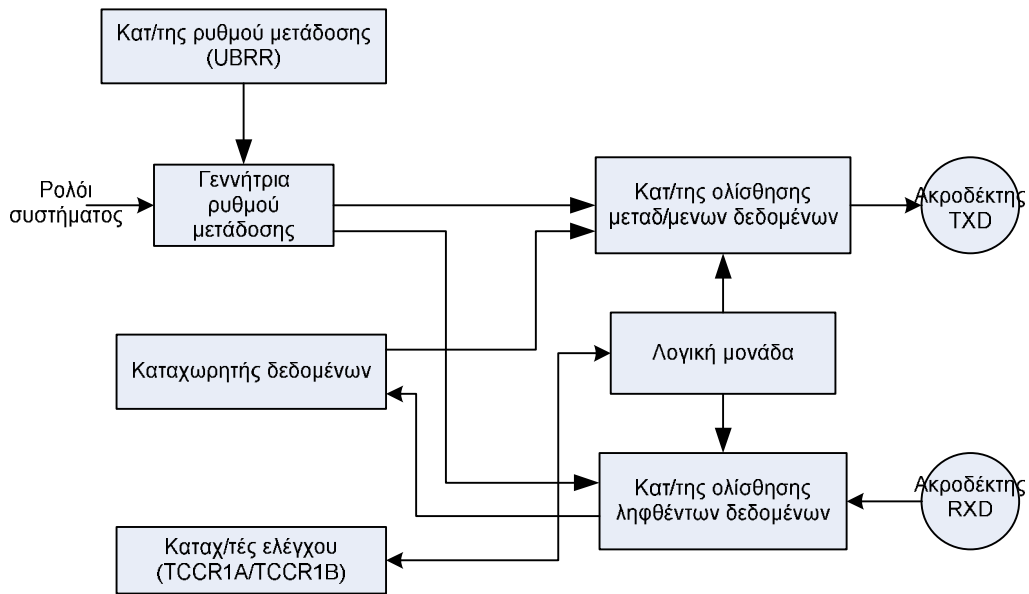 Κατ/της ρυθμού μετάδοσης
(UBRR)
Ρολόι
συστήματος
Γεννήτρια
ρυθμού
μετάδοσης
Κατ/της ολίσθησης
μεταδ/μενων δεδομένων
Ακροδέκτης
TXD
Καταχωρητής δεδομένων
Λογική μονάδα
Κατ/της ολίσθησης
ληφθέντων δεδομένων
Ακροδέκτης
RXD
Καταχ/τές ελέγχου
(TCCR1A/TCCR1B)